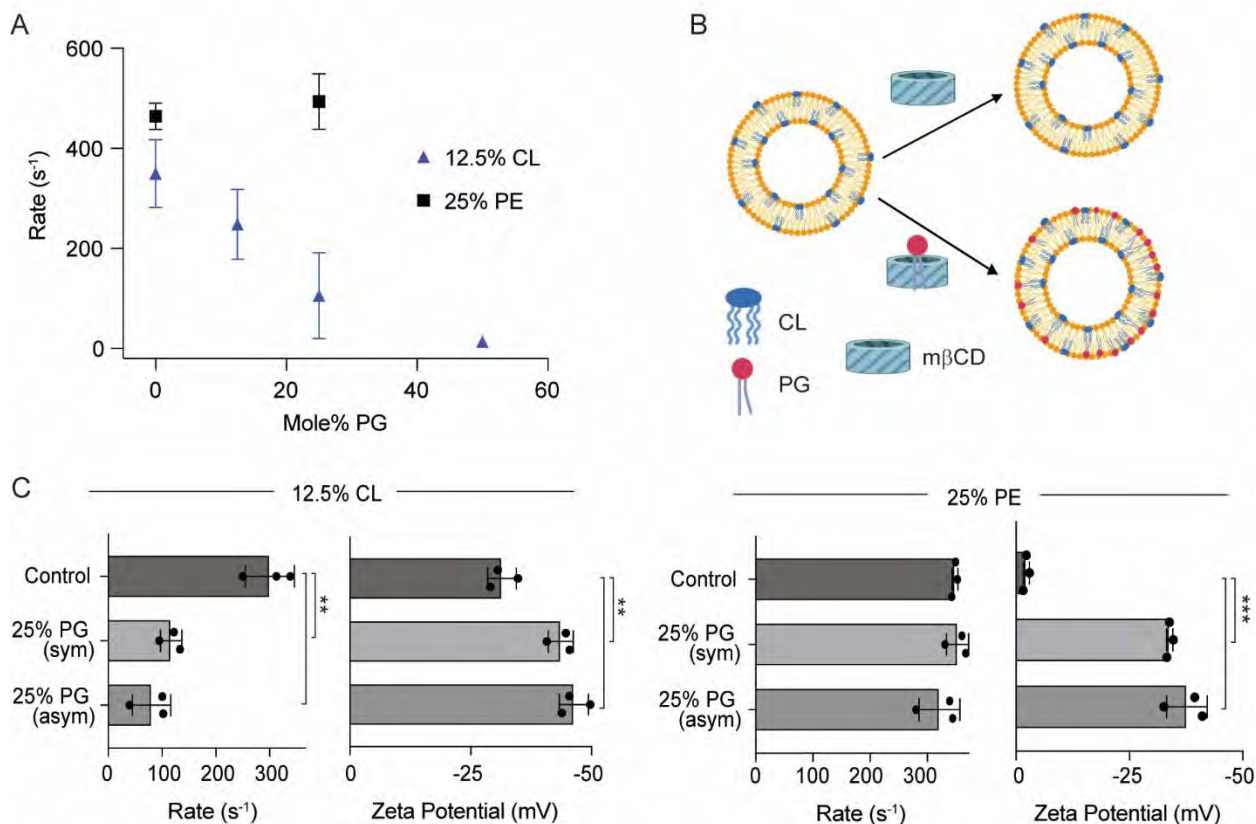 A
B
600
400
200
0
Rate (s⁻¹)
12.5% CL
25% PE
0
20
40
60
Mole% PG
CL
PG
mβCD
C
12.5% CL
25% PE
Control
25% PG
(sym)
25% PG
(asym)
**
0
100
200
300
Rate (s⁻¹)
**
0
-25
-50
Zeta Potential (mV)
Control
25% PG
(sym)
25% PG
(asym)
0
100
200
300
Rate (s⁻¹)
***
0
-25
-50
Zeta Potential (mV)